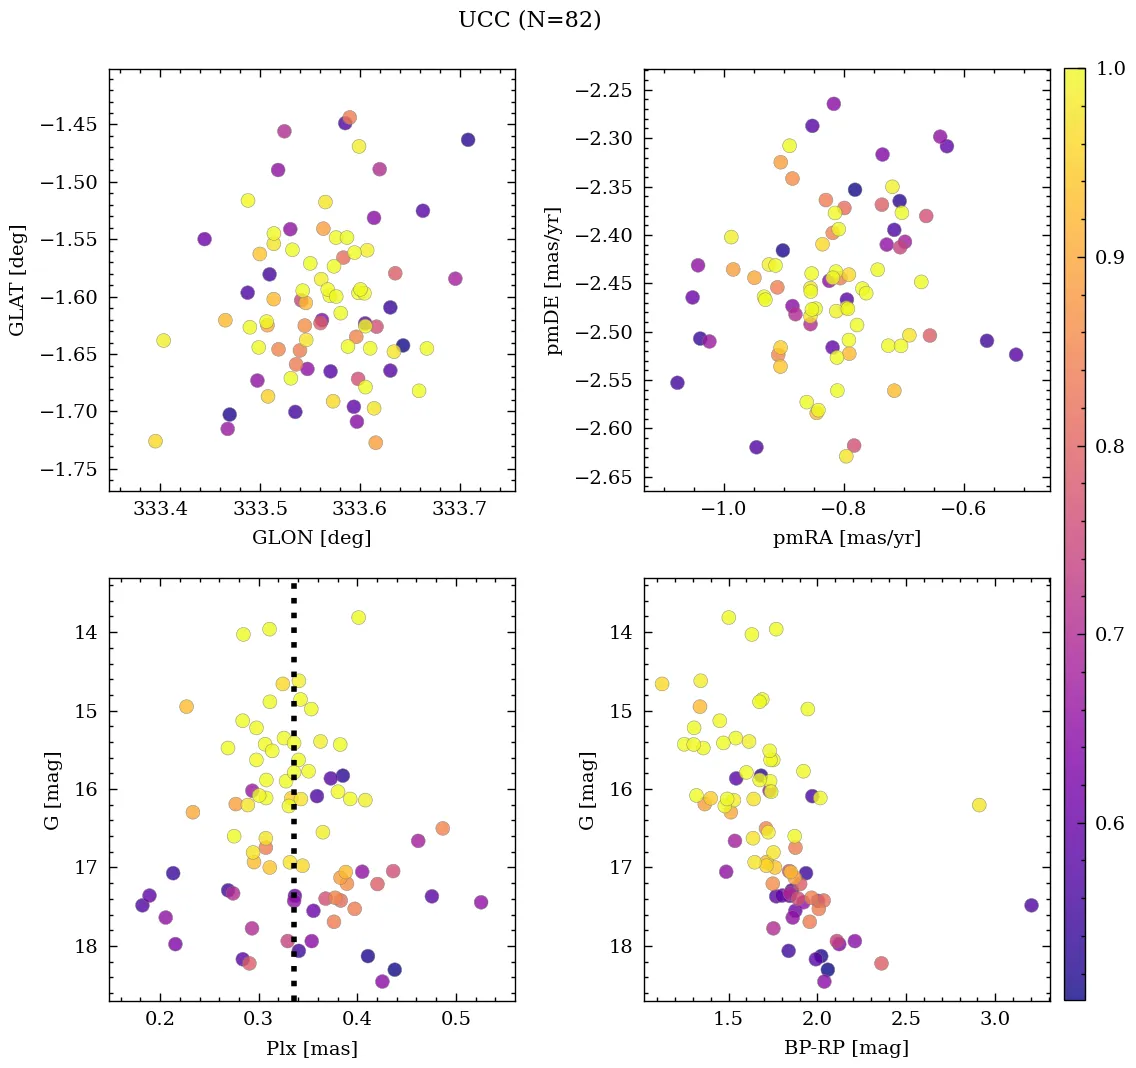 UCC (N=82)
−1.45
−1.50
−1.55
−1.60
−1.65
−1.70
−1.75
GLAT [deg]
333.4 333.5 333.6 333.7
GLON [deg]
−2.25
−2.30
−2.35
−2.40
−2.45
−2.50
−2.55
−2.60
−2.65
pmDE [mas/yr]
−1.0 −0.8 −0.6
pmRA [mas/yr]
14
15
16
17
18
G [mag]
0.2 0.3 0.4 0.5
Plx [mas]
14
15
16
17
18
G [mag]
1.5 2.0 2.5 3.0
BP-RP [mag]
1.0
0.9
0.8
0.7
0.6